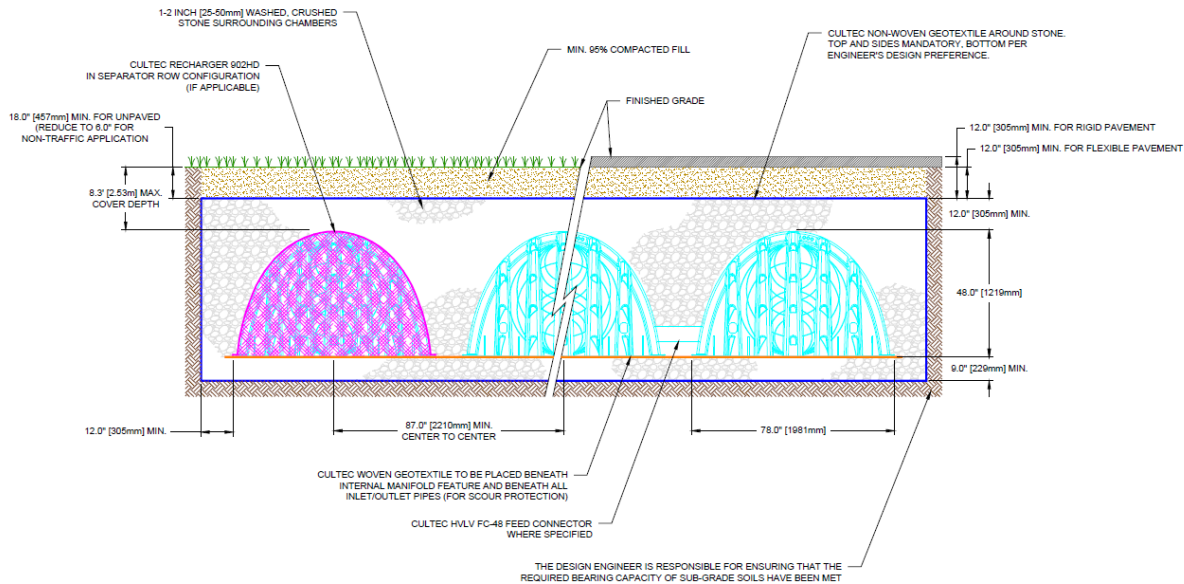 1-2 INCH [25-50mm] WASHED, CRUSHED
STONE SURROUNDING CHAMBERS
CULTEC NON-WOVEN GEOTEXTILE AROUND STONE.
TOP AND SIDES MANDATORY, BOTTOM PER
ENGINEER'S DESIGN PREFERENCE.
MIN. 95% COMPACTED FILL
CULTEC RECHARGER 902HD
IN SEPARATOR ROW CONFIGURATION
(IF APPLICABLE)
FINISHED GRADE
18.0" [457mm] MIN. FOR UNPAVED
(REDUCE TO 6.0" FOR
NON-TRAFFIC APPLICATION
12.0" [305mm] MIN. FOR RIGID PAVEMENT
12.0" [305mm] MIN. FOR FLEXIBLE PAVEMENT
8.3' [2.53m] MAX.
COVER DEPTH
12.0" [305mm] MIN.
48.0" [1219mm]
9.0" [229mm] MIN.
12.0" [305mm] MIN.
87.0" [2210mm] MIN.
CENTER TO CENTER
78.0" [1981mm]
CULTEC WOVEN GEOTEXTILE TO BE PLACED BENEATH
INTERNAL MANIFOLD FEATURE AND BENEATH ALL
INLET/OUTLET PIPES (FOR SCOUR PROTECTION)
CULTEC HVLV FC-48 FEED CONNECTOR
WHERE SPECIFIED
THE DESIGN ENGINEER IS RESPONSIBLE FOR ENSURING THAT THE
REQUIRED BEARING CAPACITY OF SUB-GRADE SOILS HAVE BEEN MET